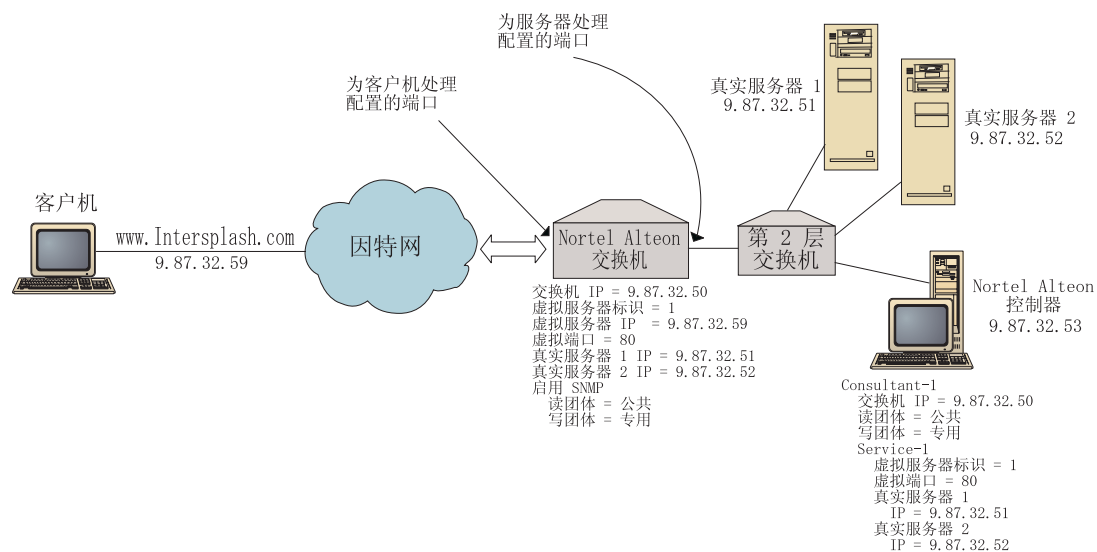 为服务器处理
配置的端口
为客户机处理
配置的端口
真实服务器 1
9.87.32.51
真实服务器 2
9.87.32.52
客户机
www.Intersplash.com
9.87.32.59
因特网
Nortel Alteon
交换机
第 2 层
交换机
交换机 IP = 9.87.32.50
虚拟服务器标识 = 1
虚拟服务器 IP = 9.87.32.59
虚拟端口 = 80
真实服务器 1 IP = 9.87.32.51
真实服务器 2 IP = 9.87.32.52
启用 SNMP
读团体 = 公共
写团体 = 专用
Nortel Alteon
控制器
9.87.32.53
Consultant-1
交换机 IP = 9.87.32.50
读团体 = 公共
写团体 = 专用
Service-1
虚拟服务器标识 = 1
虚拟端口 = 80
真实服务器 1
IP = 9.87.32.51
真实服务器 2
IP = 9.87.32.52